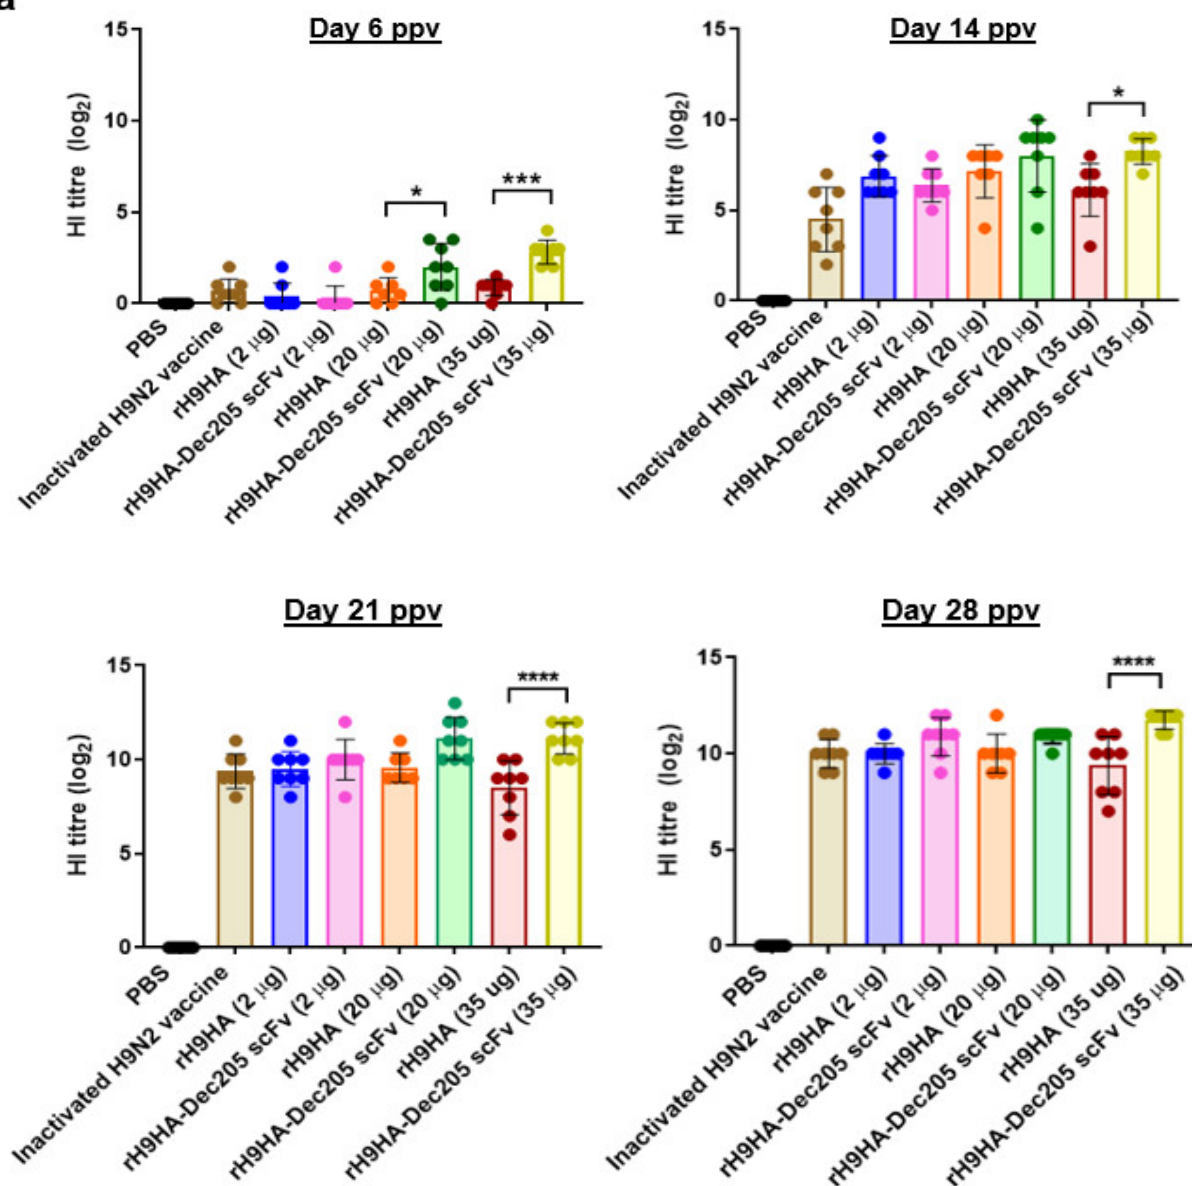 a
Day 6 ppv
HI titre (log2)
15
10
5
0
*
***
PBS
Inactivated H9N2 vaccine
rH9HA (2 μg)
rH9HA-Dec205 scFv (2 μg)
rH9HA (20 μg)
rH9HA-Dec205 scFv (20 μg)
rH9HA (35 ug)
rH9HA-Dec205 scFv (35 μg)
Day 14 ppv
HI titre (log2)
15
10
5
0
*
PBS
Inactivated H9N2 vaccine
rH9HA (2 μg)
rH9HA-Dec205 scFv (2 μg)
rH9HA (20 μg)
rH9HA-Dec205 scFv (20 μg)
rH9HA (35 ug)
rH9HA-Dec205 scFv (35 μg)
Day 21 ppv
HI titre (log2)
15
10
5
0
****
PBS
Inactivated H9N2 vaccine
rH9HA (2 μg)
rH9HA-Dec205 scFv (2 μg)
rH9HA (20 μg)
rH9HA-Dec205 scFv (20 μg)
rH9HA (35 ug)
rH9HA-Dec205 scFv (35 μg)
Day 28 ppv
HI titre (log2)
15
10
5
0
****
PBS
Inactivated H9N2 vaccine
rH9HA (2 μg)
rH9HA-Dec205 scFv (2 μg)
rH9HA (20 μg)
rH9HA-Dec205 scFv (20 μg)
rH9HA (35 ug)
rH9HA-Dec205 scFv (35 μg)